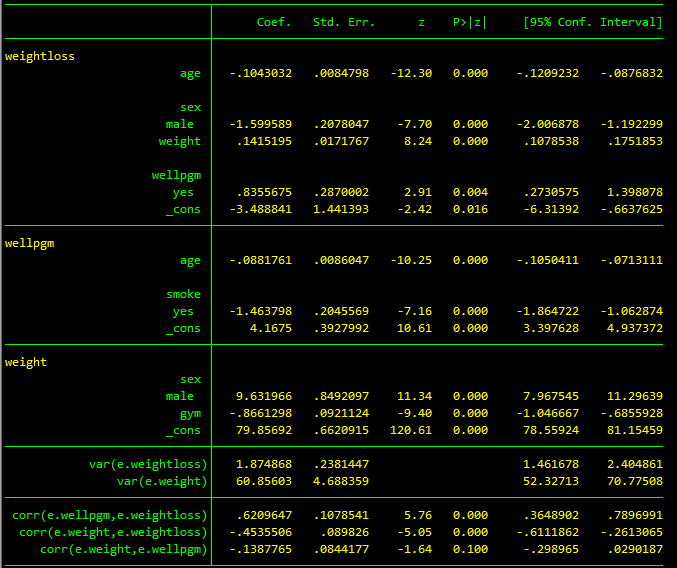 Coef. Std. Err. z P>|z| [95% Conf. Interval]
weightloss
age -.1043032 .0084798 -12.30 0.000 -.1209232 -.0876832
sex
male -1.599589 .2078047 -7.70 0.000 -2.006878 -1.192299
weight .1415195 .0171767 8.24 0.000 .1078538 .1751853
wellpgm
yes .8355675 .2870002 2.91 0.004 .2730575 1.398078
_cons -3.488841 1.441393 -2.42 0.016 -6.31392 -.6637625
wellpgm
age -.0881761 .0086047 -10.25 0.000 -.1050411 -.0713111
smoke
yes -1.463798 .2045569 -7.16 0.000 -1.864722 -1.062874
_cons 4.1675 .3927992 10.61 0.000 3.397628 4.937372
weight
sex
male 9.631966 .8492097 11.34 0.000 7.967545 11.29639
gym -.8661298 .0921124 -9.40 0.000 -1.046667 -.6855928
_cons 79.85692 .6620915 120.61 0.000 78.55924 81.15459
var(e.weightloss) 1.874868 .2381447 1.461678 2.404861
var(e.weight) 60.85603 4.688359 52.32713 70.77508
corr(e.wellpgm,e.weightloss) .6209647 .1078541 5.76 0.000 .3648902 .7896991
corr(e.weight,e.weightloss) -.4535506 .089826 -5.05 0.000 -.6111862 -.2613065
corr(e.weight,e.wellpgm) -.1387765 .0844177 -1.64 0.100 -.298965 .0290187